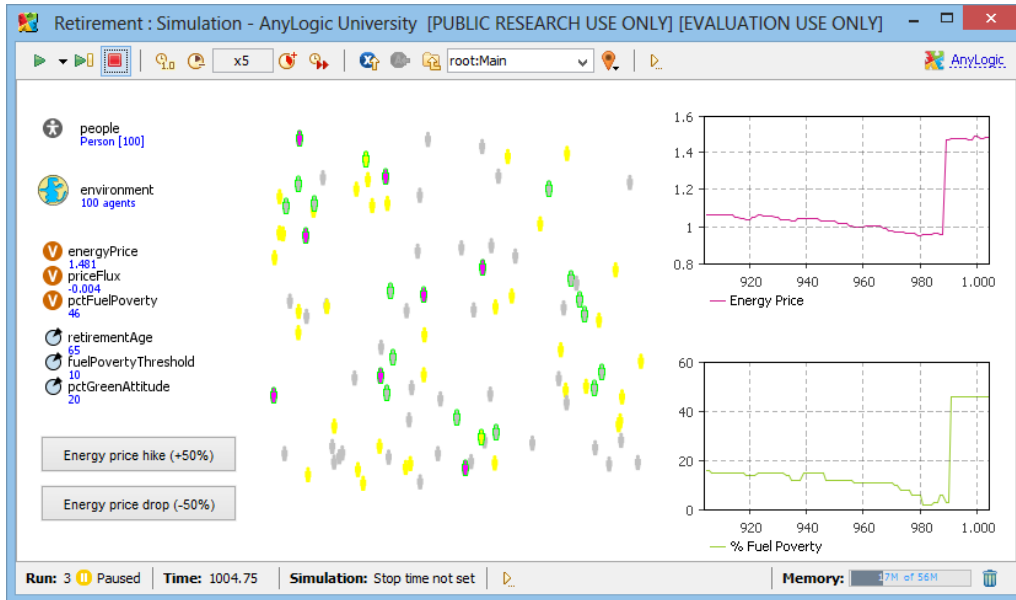 Retirement : Simulation - AnyLogic University [PUBLIC RESEARCH USE ONLY] [EVALUATION USE ONLY]
x5
root:Main
AnyLogic
people
Person [100]
environment
100 agents
energyPrice
1.481
priceFlux
-0.004
pctFuelPoverty
46
retirementAge
65
fuelPovertyThreshold
10
pctGreenAttitude
20
Energy price hike (+50%)
Energy price drop (-50%)
1.6
1.4
1.2
1
0.8
920 940 960 980 1.000
Energy Price
60
40
20
0
920 940 960 980 1.000
% Fuel Poverty
Run: 3 Paused Time: 1004.75 Simulation: Stop time not set Memory: 17M of 56M